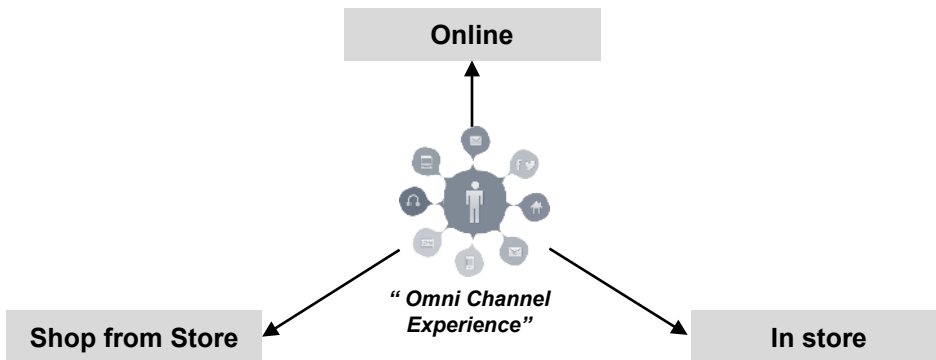 Online
“ Omni Channel
Experience”
Shop from Store
In store